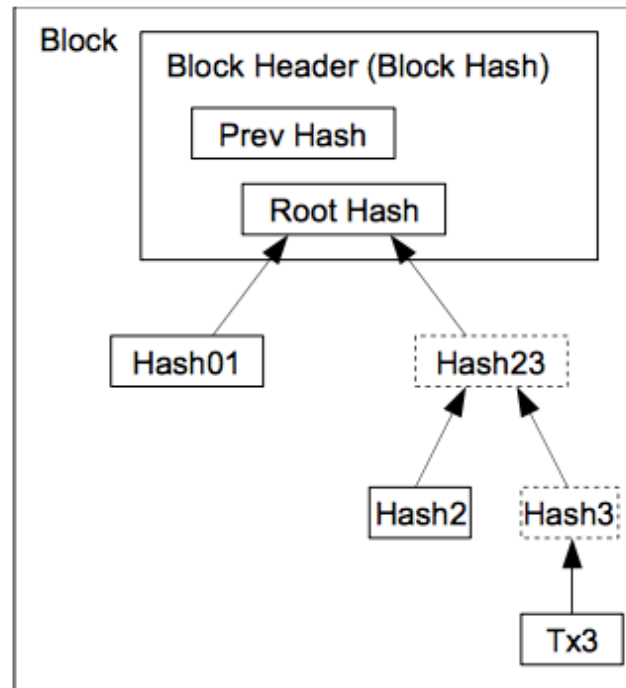 Block
Block Header (Block Hash)
Prev Hash
Root Hash
Hash01
Hash23
Hash2
Hash3
Tx3